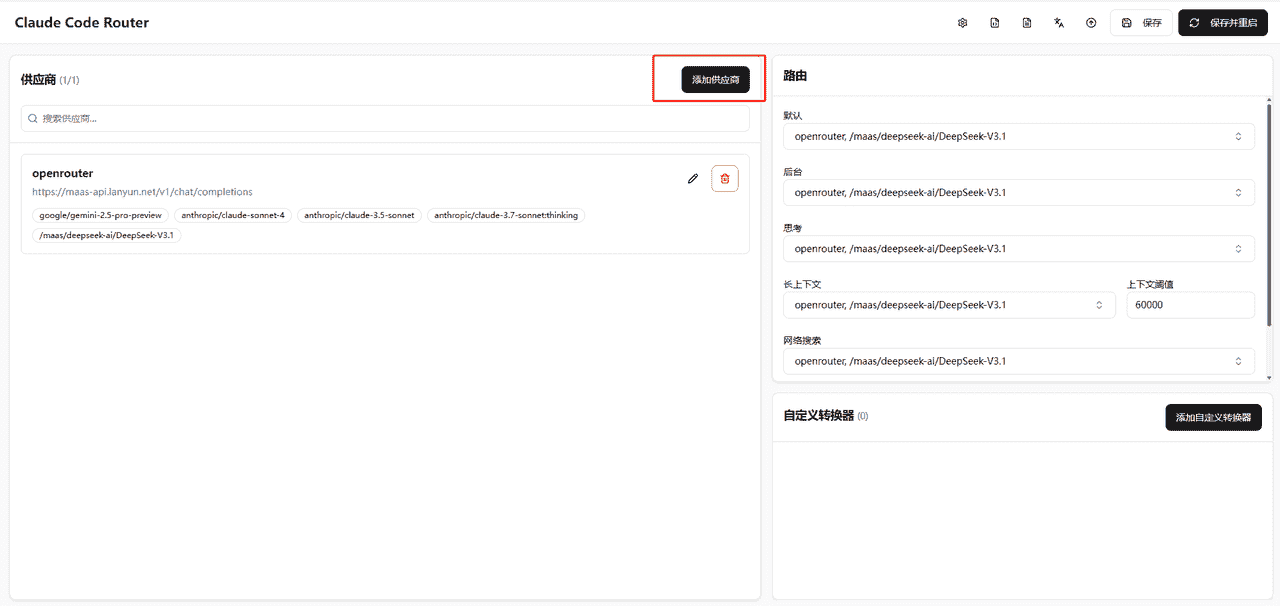 Claude Code Router
保存
保存并重启
供应商 (1/1)
添加供应商
搜索供应商...
openrouter
https://maas-api.lanyun.net/v1/chat/completions
google/gemini-2.5-pro-preview
anthropic/claude-sonnet-4
anthropic/claude-3.5-sonnet
anthropic/claude-3.7-sonnet:thinking
/maas/deepseek-ai/DeepSeek-V3.1
路由
默认
openrouter, /maas/deepseek-ai/DeepSeek-V3.1
后台
openrouter, /maas/deepseek-ai/DeepSeek-V3.1
思考
openrouter, /maas/deepseek-ai/DeepSeek-V3.1
长上下文
上下文阈值
openrouter, /maas/deepseek-ai/DeepSeek-V3.1
60000
网络搜索
openrouter, /maas/deepseek-ai/DeepSeek-V3.1
自定义转换器 (0)
添加自定义转换器